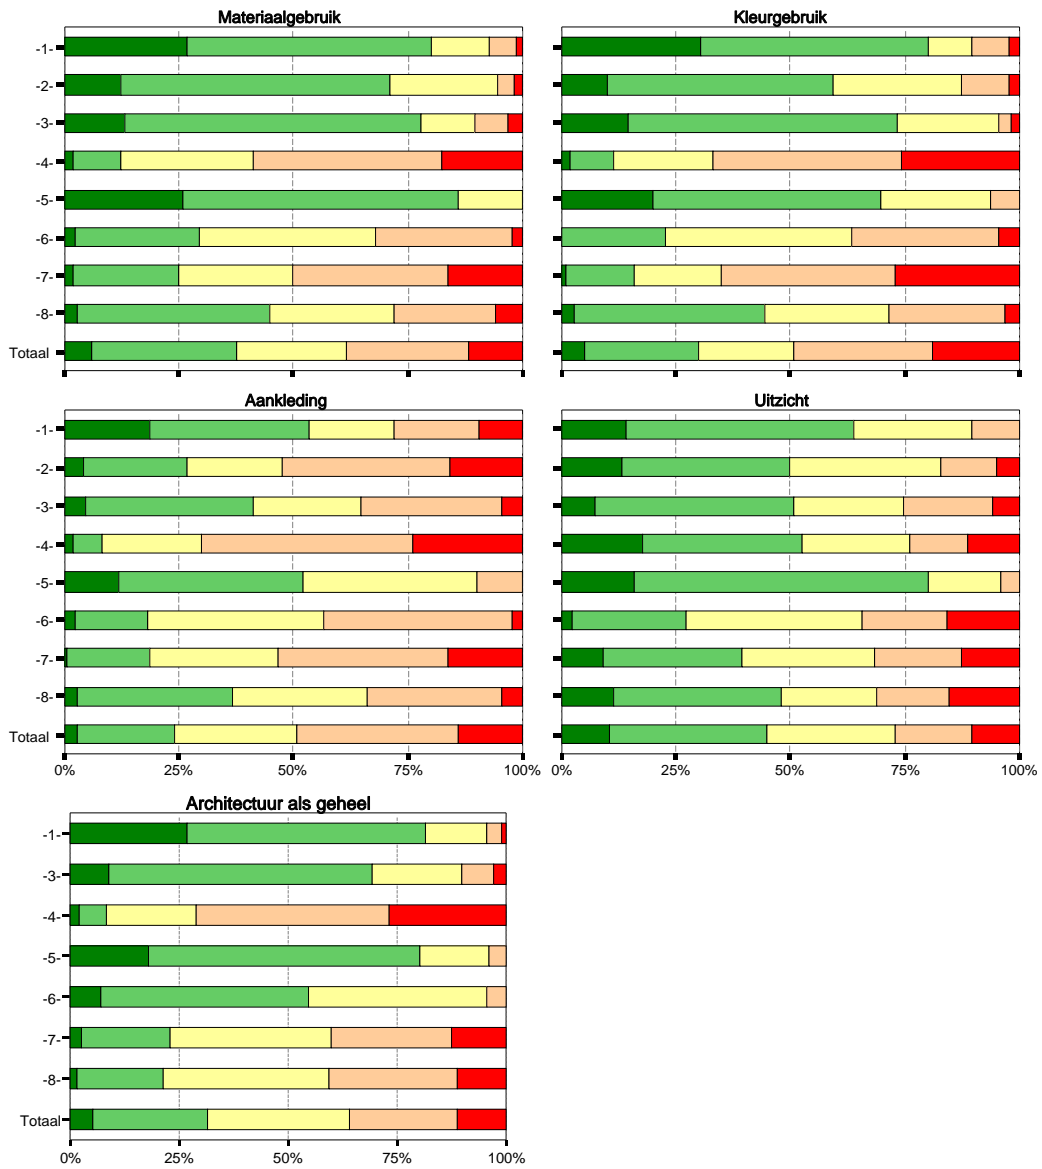 Materiaalgebruik
-1-
-2-
-3-
-4-
-5-
-6-
-7-
-8-
Totaal
Kleurgebruik
Aankleding
-1-
-2-
-3-
-4-
-5-
-6-
-7-
-8-
Totaal
0% 25% 50% 75% 100%
Uitzicht
0% 25% 50% 75% 100%
Architectuur als geheel
-1-
-3-
-4-
-5-
-6-
-7-
-8-
Totaal
0% 25% 50% 75% 100%